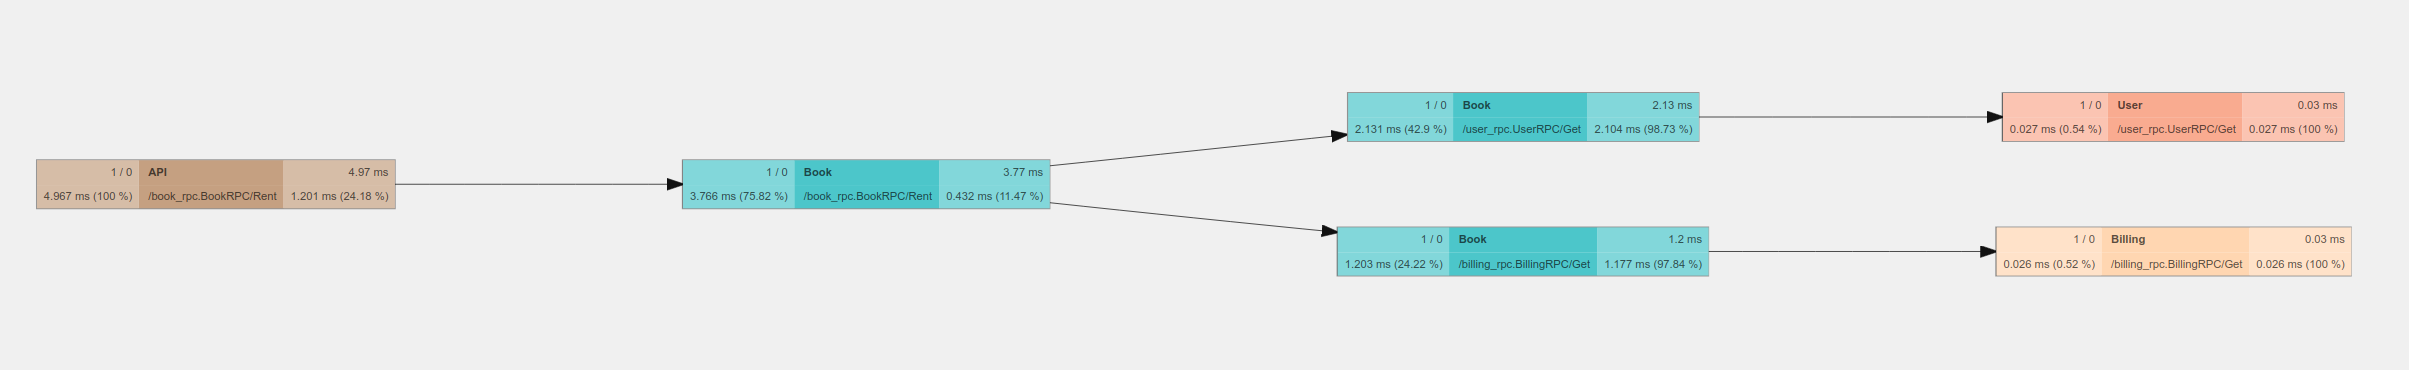 1 / 0 API 4.97 ms
4.967 ms (100 %) /book_rpc.BookRPC/Rent 1.201 ms (24.18 %)
1 / 0 Book 3.77 ms
3.766 ms (75.82 %) /book_rpc.BookRPC/Rent 0.432 ms (11.47 %)
1 / 0 Book 2.13 ms
2.131 ms (42.9 %) /user_rpc.UserRPC/Get 2.104 ms (98.73 %)
1 / 0 User 0.03 ms
0.027 ms (0.54 %) /user_rpc.UserRPC/Get 0.027 ms (100 %)
1 / 0 Book 1.2 ms
1.203 ms (24.22 %) /billing_rpc.BillingRPC/Get 1.177 ms (97.84 %)
1 / 0 Billing 0.03 ms
0.026 ms (0.52 %) /billing_rpc.BillingRPC/Get 0.026 ms (100 %)